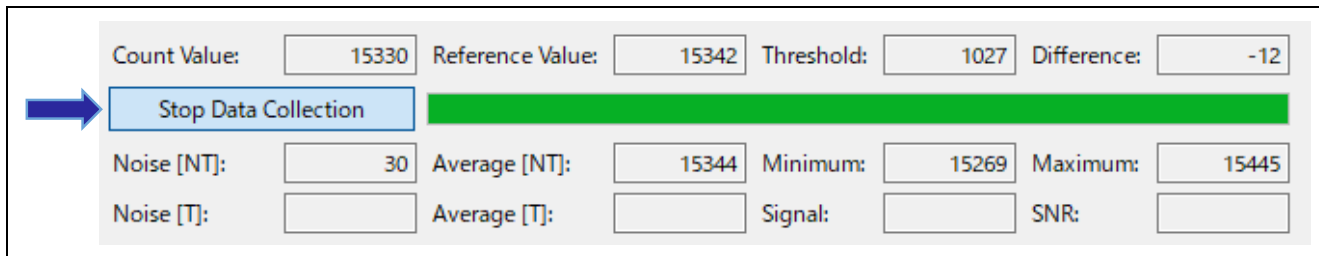 Count Value: 15330 Reference Value: 15342 Threshold: 1027 Difference: -12
Stop Data Collection
Noise [NT]: 30 Average [NT]: 15344 Minimum: 15269 Maximum: 15445
Noise [T]: Average [T]: Signal: SNR: